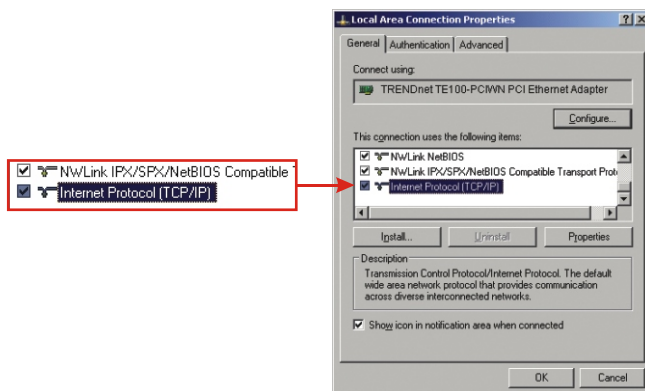 NWLink IPX/SPX/NetBIOS Compatible
Internet Protocol (TCP/IP)
Local Area Connection Properties
General Authentication Advanced
Connect using:
TRENDnet TE100-PCIWN PCI Ethernet Adapter
Configure...
This connection uses the following items:
NWLink NetBIOS
NWLink IPX/SPX/NetBIOS Compatible Transport Prot
Internet Protocol (TCP/IP)
Install... Uninstall Properties
Description
Transmission Control Protocol/Internet Protocol. The default
wide area network protocol that provides communication
across diverse interconnected networks.
Show icon in notification area when connected
OK Cancel